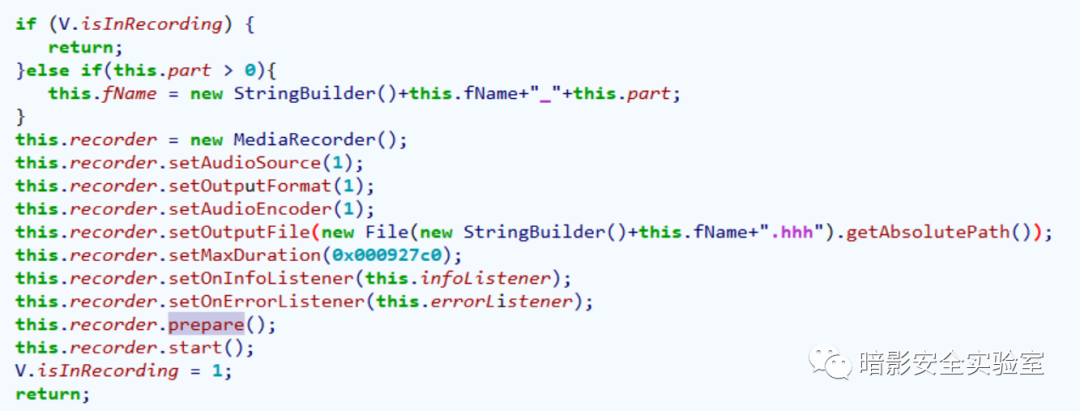 if (V.isInRecording) {
return;
}else if(this.part > 0){
this.fName = new StringBuilder()+this.fName+"_"+this.part;
}
this.recorder = new MediaRecorder();
this.recorder.setAudioSource(1);
this.recorder.setOutputFormat(1);
this.recorder.setAudioEncoder(1);
this.recorder.setOutputFile(new File(new StringBuilder()+this.fName+".hhh").getAbsolutePath());
this.recorder.setMaxDuration(0x000927c0);
this.recorder.setOnInfoListener(this.infoListener);
this.recorder.setOnErrorListener(this.errorListener);
this.recorder.prepare();
this.recorder.start();
V.isInRecording = 1;
return;
暗影安全实验室